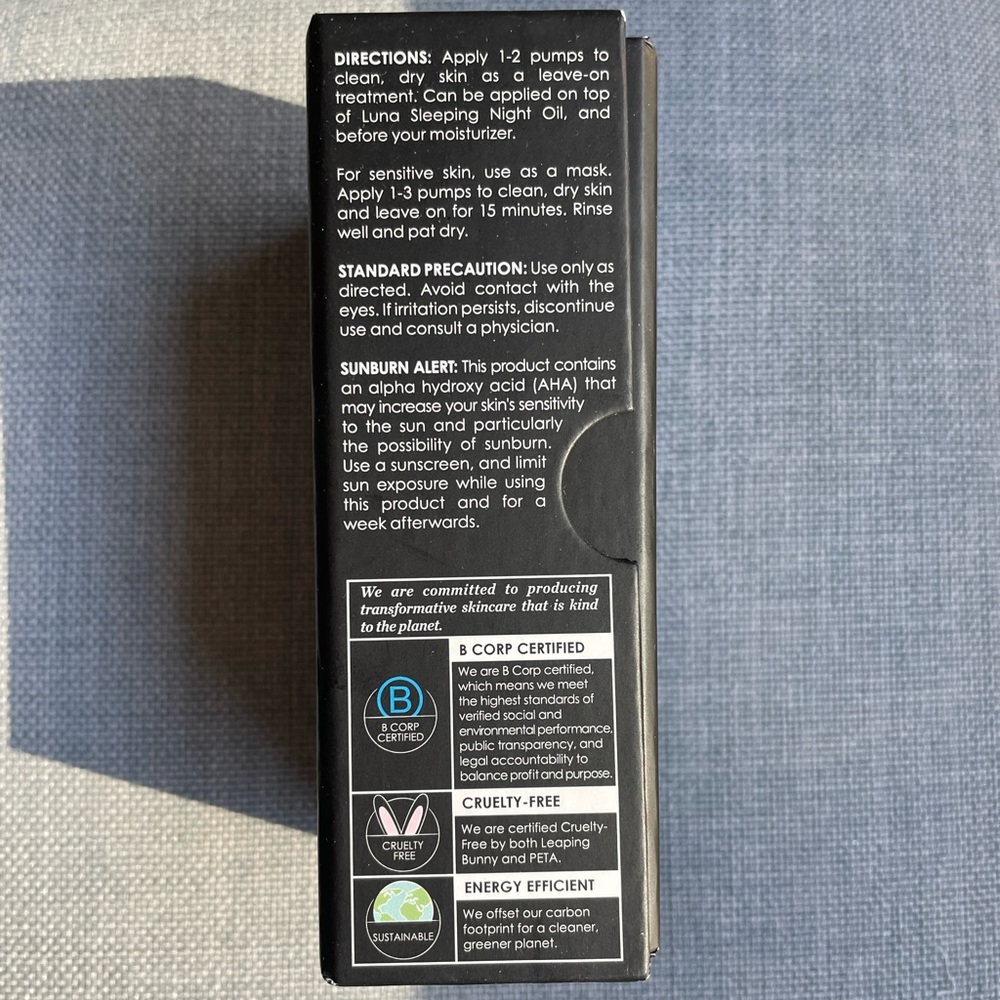 DIRECTIONS: Apply 1-2 pumps to
clean, dry skin as a leave-on
treatment. Can be applied on top
of Luna Sleeping Night Oil, and
before your moisturizer.
For sensitive skin, use as a mask.
Apply 1-3 pumps to clean, dry skin
and leave on for 15 minutes. Rinse
well and pat dry.
STANDARD PRECAUTION: Use only as
directed. Avoid contact with the
eyes. If irritation persists, discontinue
use and consult a physician.
SUNBURN ALERT: This product contains
an alpha hydroxy acid (AHA) that
may increase your skin's sensitivity
to the sun and particularly
the possibility of sunburn.
Use a sunscreen, and limit
sun exposure while using
this product and for a
week afterwards.
We are committed to producing
transformative skincare that is kind
to the planet.
B
B CORP
CERTIFIED
B CORP CERTIFIED
We are B Corp certified,
which means we meet
the highest standards of
verified social and
environmental performance,
public transparency, and
legal accountability to
balance profit and purpose.
CRUELTY
FREE
CRUELTY-FREE
We are certified Cruelty-
Free by both Leaping
Bunny and PETA.
SUSTAINABLE
ENERGY EFFICIENT
We offset our carbon
footprint for a cleaner,
greener planet.